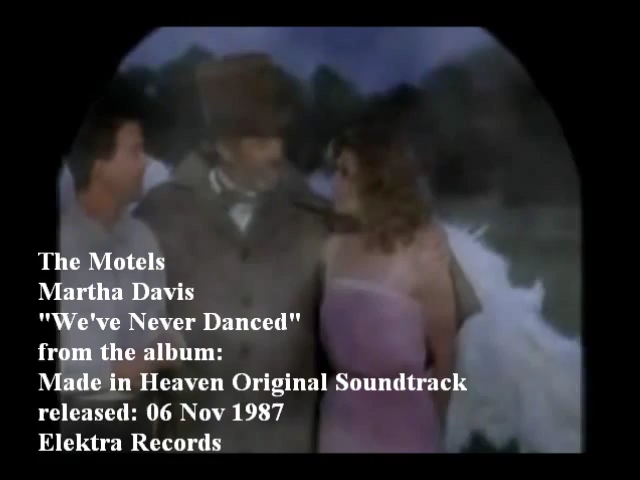 The Motels
Martha Davis
"We've Never Danced"
from the album:
Made in Heaven Original Soundtrack
released: 06 Nov 1987
Elektra Records